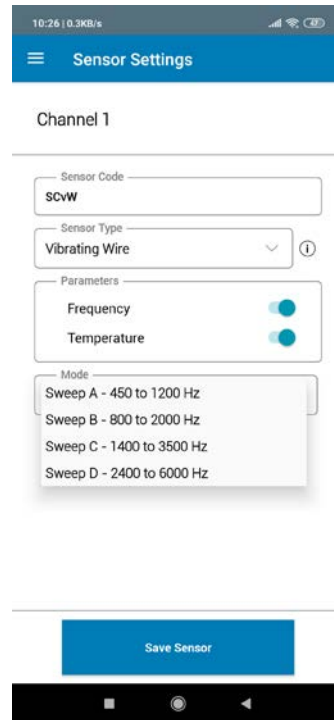 10:26 | 0.3KB/s
Sensor Settings
Channel 1
Sensor Code
SCvW
Sensor Type
Vibrating Wire
Parameters
Frequency
Temperature
Mode
Sweep A - 450 to 1200 Hz
Sweep B - 800 to 2000 Hz
Sweep C - 1400 to 3500 Hz
Sweep D - 2400 to 6000 Hz
Save Sensor